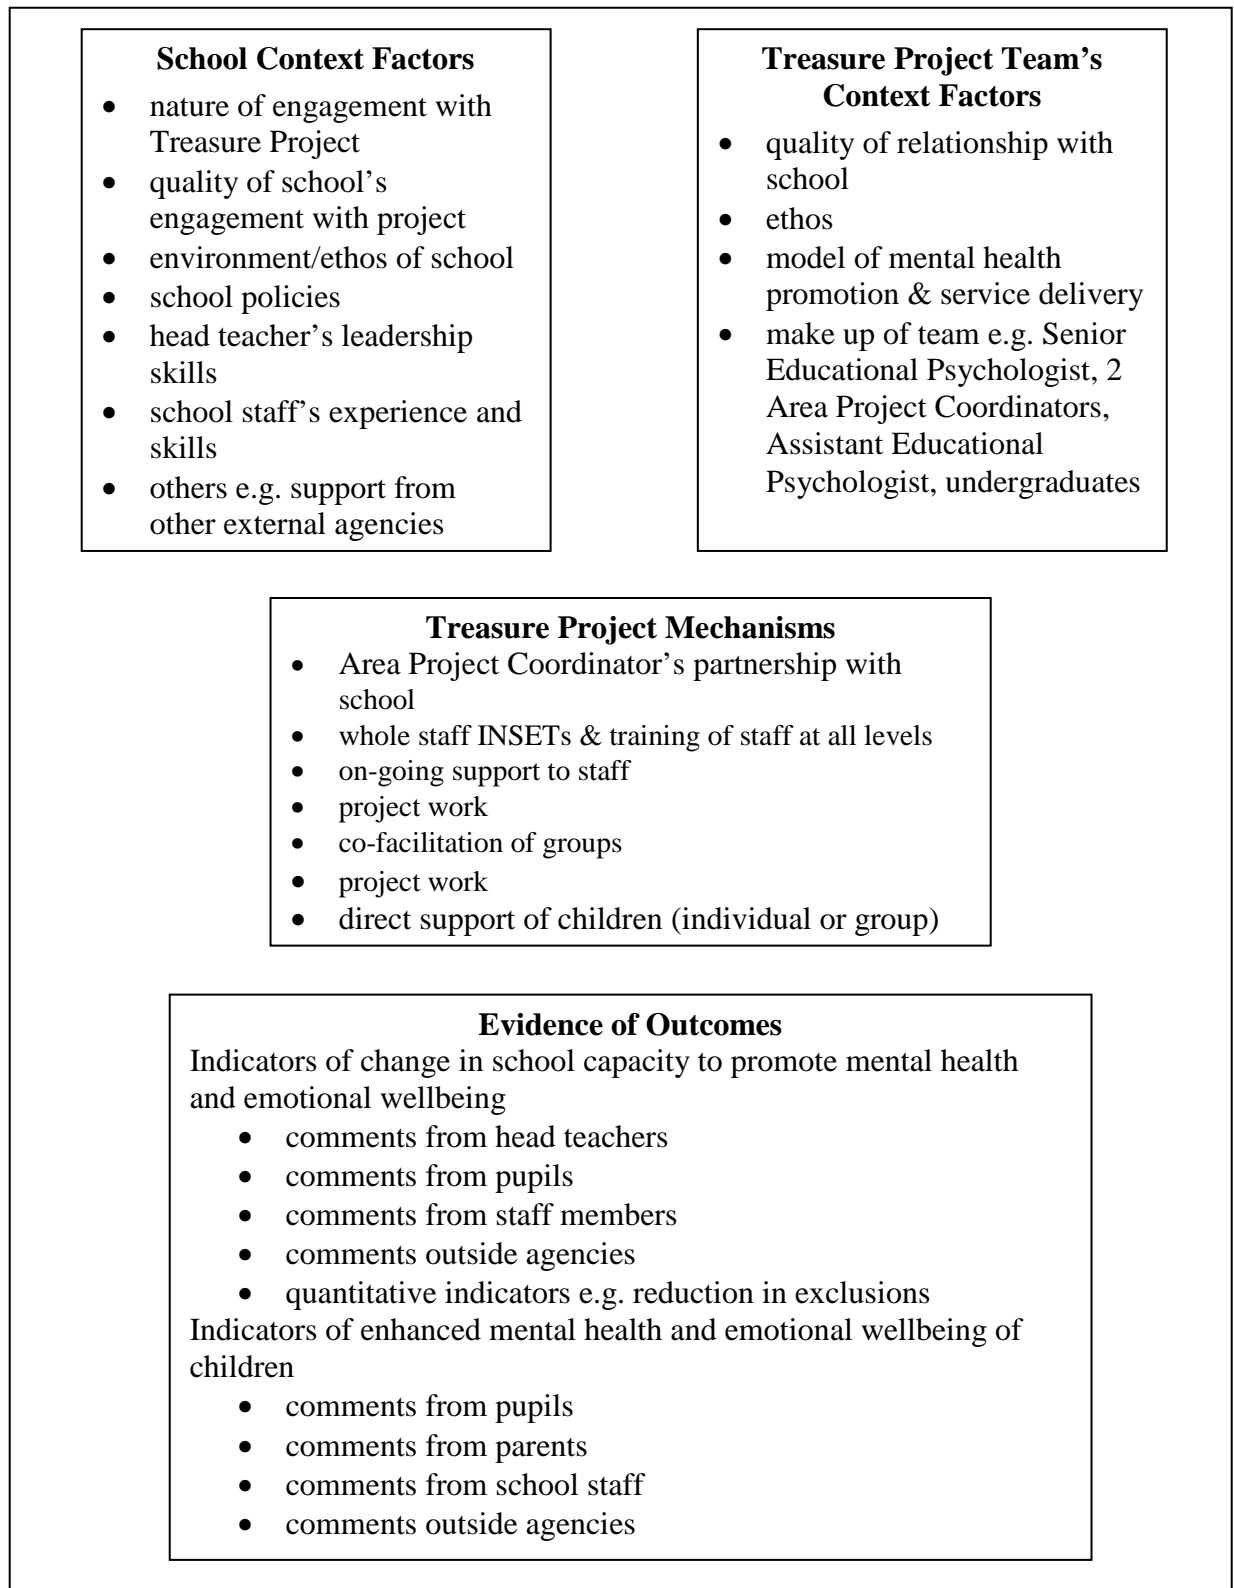 School Context Factors
• nature of engagement with
Treasure Project
• quality of school’s
engagement with project
• environment/ethos of school
• school policies
• head teacher’s leadership
skills
• school staff’s experience and
skills
• others e.g. support from
other external agencies
Treasure Project Team’s
Context Factors
• quality of relationship with
school
• ethos
• model of mental health
promotion & service delivery
• make up of team e.g. Senior
Educational Psychologist, 2
Area Project Coordinators,
Assistant Educational
Psychologist, undergraduates
Treasure Project Mechanisms
• Area Project Coordinator’s partnership with
school
• whole staff INSETs & training of staff at all levels
• on-going support to staff
• project work
• co-facilitation of groups
• project work
• direct support of children (individual or group)
Evidence of Outcomes
Indicators of change in school capacity to promote mental health
and emotional wellbeing
• comments from head teachers
• comments from pupils
• comments from staff members
• comments outside agencies
• quantitative indicators e.g. reduction in exclusions
Indicators of enhanced mental health and emotional wellbeing of
children
• comments from pupils
• comments from parents
• comments from school staff
• comments outside agencies